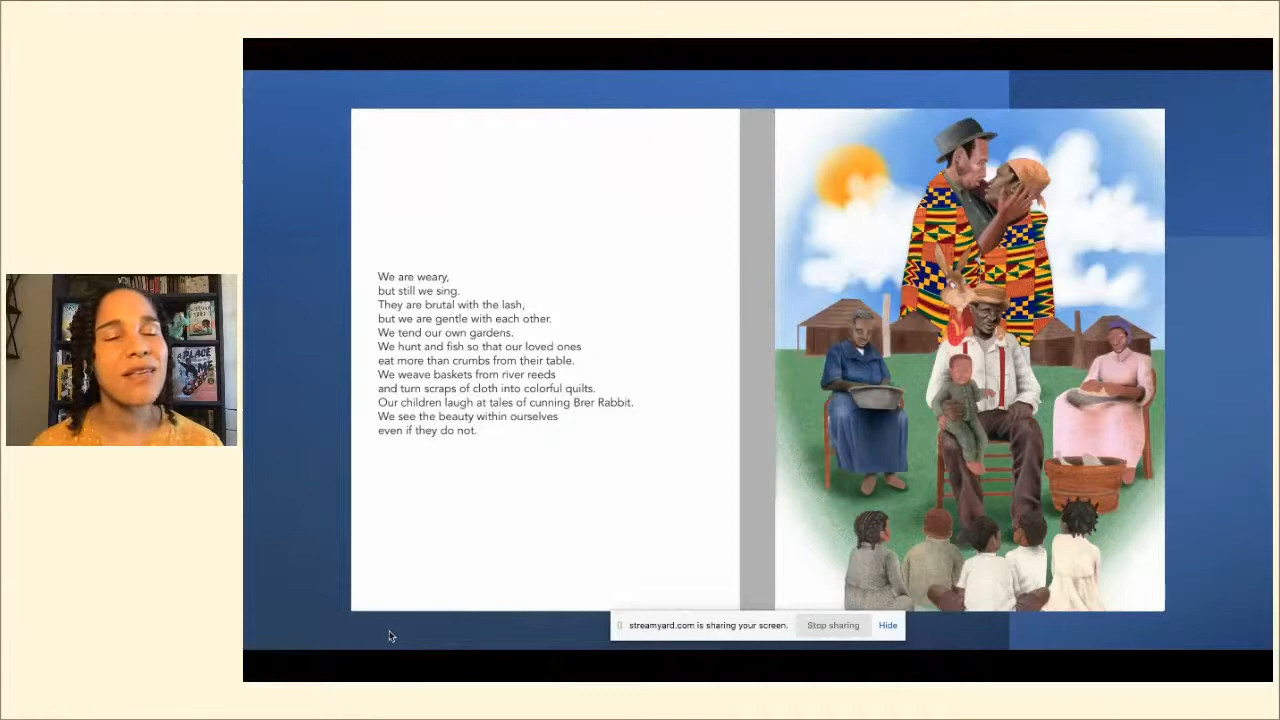 We are weary,
but still we sing.
They are brutal with the lash,
but we are gentle with each other.
We tend our own gardens.
We hunt and fish so that our loved ones
eat more than crumbs from their table.
We weave baskets from river reeds
and turn scraps of cloth into colorful quilts.
Our children laugh at tales of cunning Brer Rabbit.
We see the beauty within ourselves
even if they do not.
A PLACE
streamyard.com is sharing your screen.
Stop sharing
Hide